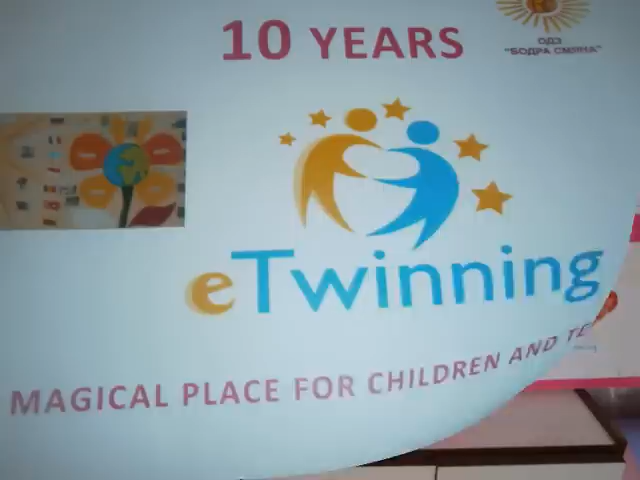 10 YEARS
ОДЗ
"БОДРА СМЯНА"
eTwinning
MAGICAL PLACE FOR CHILDREN AND